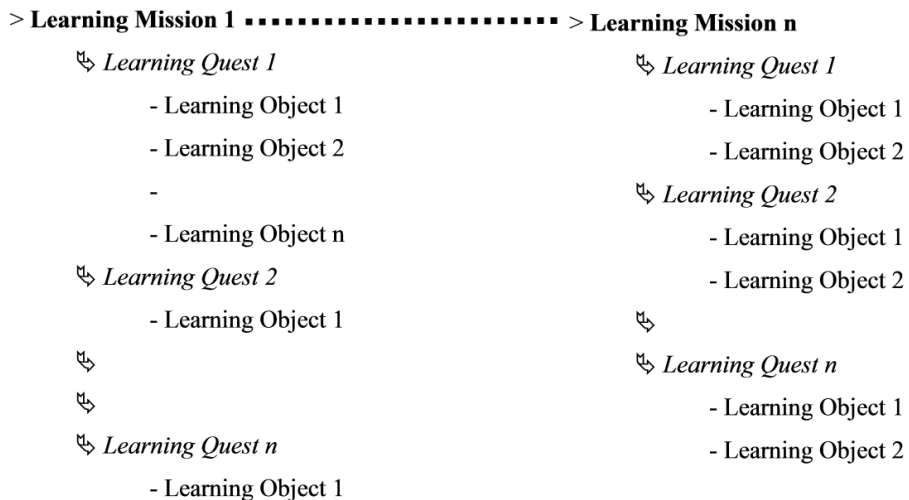 > Learning Mission 1 ▪▪▪▪▪▪▪▪▪▪▪▪▪▪▪▪▪▪▪▪▪▪▪▪▪
⮡ Learning Quest 1
- Learning Object 1
- Learning Object 2
-
- Learning Object n
⮡ Learning Quest 2
- Learning Object 1
⮡
⮡
⮡ Learning Quest n
- Learning Object 1
> Learning Mission n
⮡ Learning Quest 1
- Learning Object 1
- Learning Object 2
⮡ Learning Quest 2
- Learning Object 1
- Learning Object 2
⮡
⮡ Learning Quest n
- Learning Object 1
- Learning Object 2